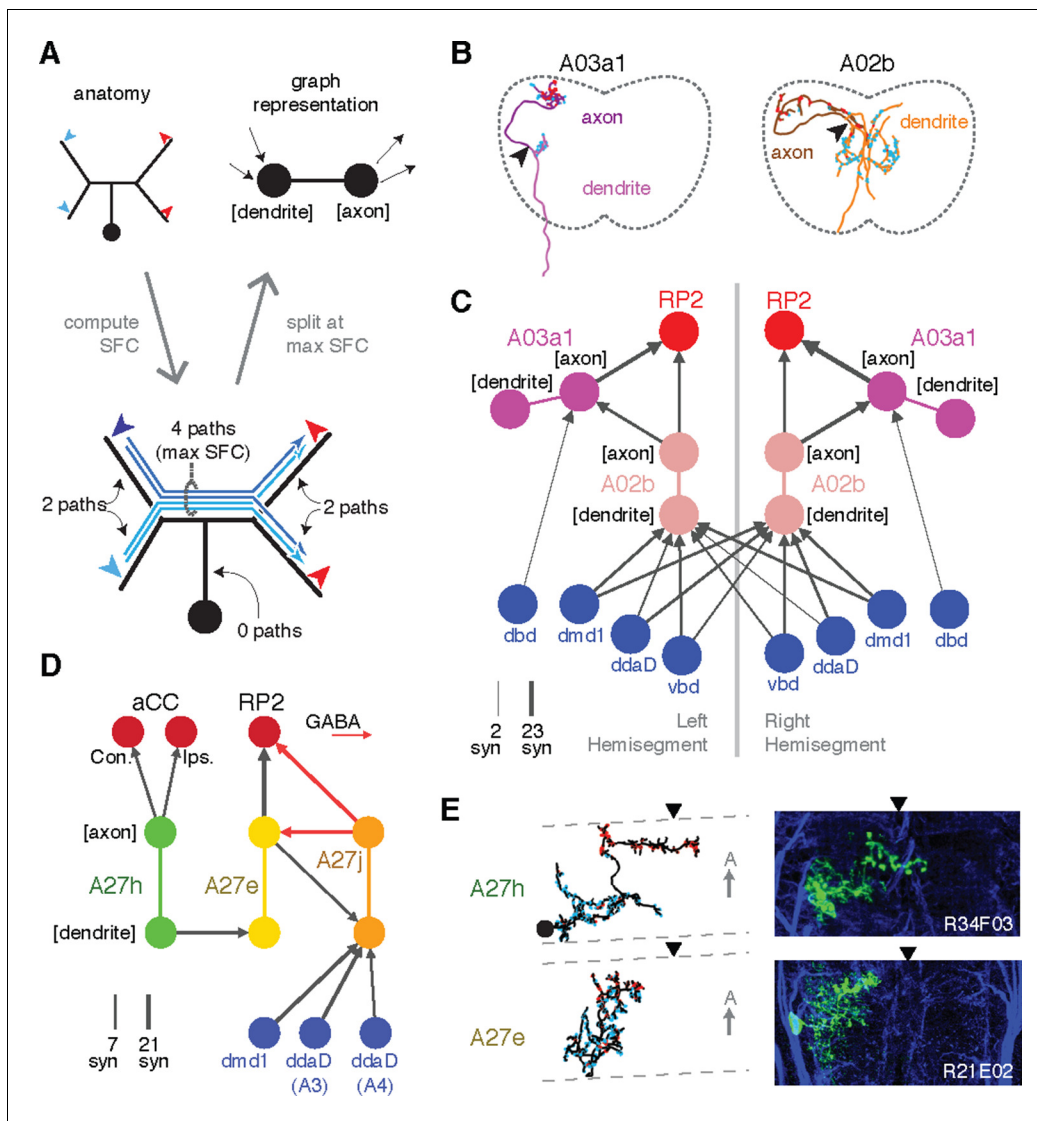 A
anatomy
graph
representation
[dendrite]
[axon]
compute
SFC
split at
max SFC
4 paths
(max SFC)
2 paths
2 paths
0 paths
B
A03a1
axon
dendrite
A02b
dendrite
axon
C
RP2
RP2
A03a1
[axon]
[dendrite]
[axon]
A03a1
[dendrite]
[axon]
[axon]
A02b
A02b
[dendrite]
[dendrite]
dbd
dmd1
ddaD
vbd
vbd
ddaD
dmd1
dbd
2
syn
23
syn
Left
Hemisegment
Right
Hemisegment
D
aCC
RP2
GABA
Con.
Ips.
[axon]
A27h
A27e
A27j
[dendrite]
7
syn
21
syn
dmd1
ddaD
(A3)
ddaD
(A4)
E
A27h
A
R34F03
A27e
A
R21E02